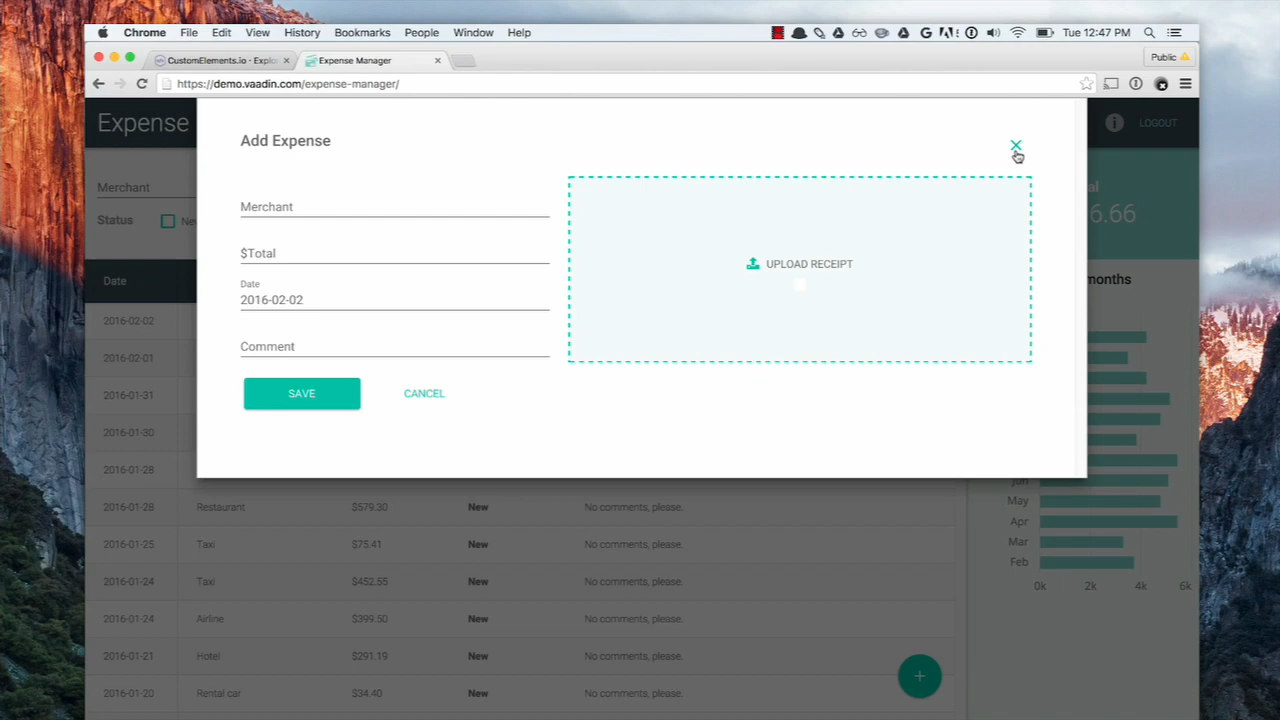 Chrome File Edit View History Bookmarks People Window Help Tue 12:47 PM
CustomElements.io - Explo Expense Manager Public
https://demo.vaadin.com/expense-manager/
Expense LOGOUT
Add Expense
Merchant
Status
Merchant
$Total
Date
2016-02-02
Comment
UPLOAD RECEIPT
SAVE CANCEL
6.66
months
Date
2016-02-02
2016-02-01
2016-01-31
2016-01-30
2016-01-28
2016-01-28 Restaurant $579.30 New No comments, please.
2016-01-25 Taxi $75.41 New No comments, please.
2016-01-24 Taxi $452.55 New No comments, please.
2016-01-24 Airline $399.50 New No comments, please.
2016-01-21 Hotel $291.19 New No comments, please.
2016-01-20 Rental car $34.40 New No comments, please.
Jun
May
Apr
Mar
Feb
0k 2k 4k 6k